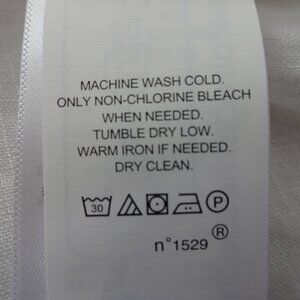 MACHINE WASH COLD.
ONLY NON-CHLORINE BLEACH
WHEN NEEDED.
TUMBLE DRY LOW.
WARM IRON IF NEEDED.
DRY CLEAN.
30 P
n°1529 ®